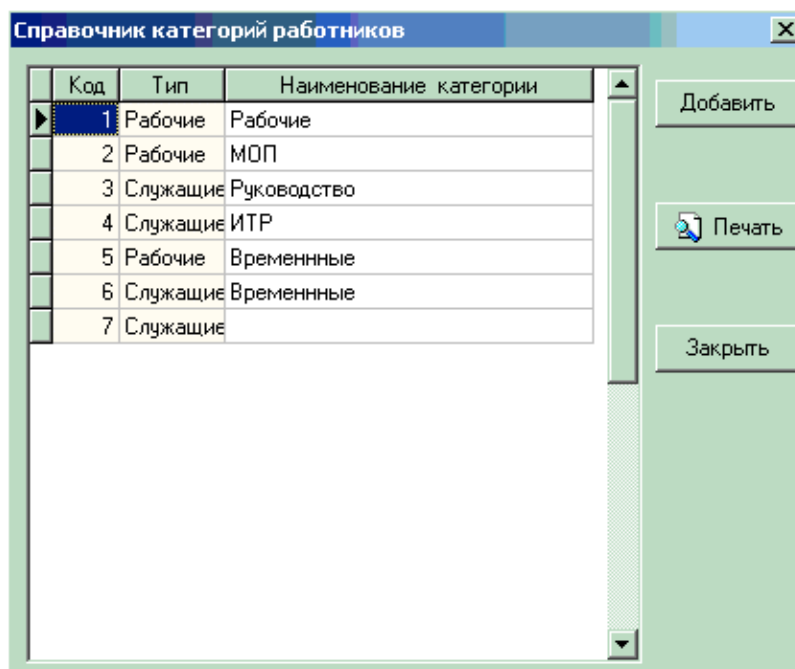 Справочник категорий работников
Код Тип Наименование категории
Добавить
1 Рабочие Рабочие
2 Рабочие МОП
3 Служащие Руководство
4 Служащие ИТР
Печать
5 Рабочие Временнные
6 Служащие Временнные
7 Служащие
Закрыть